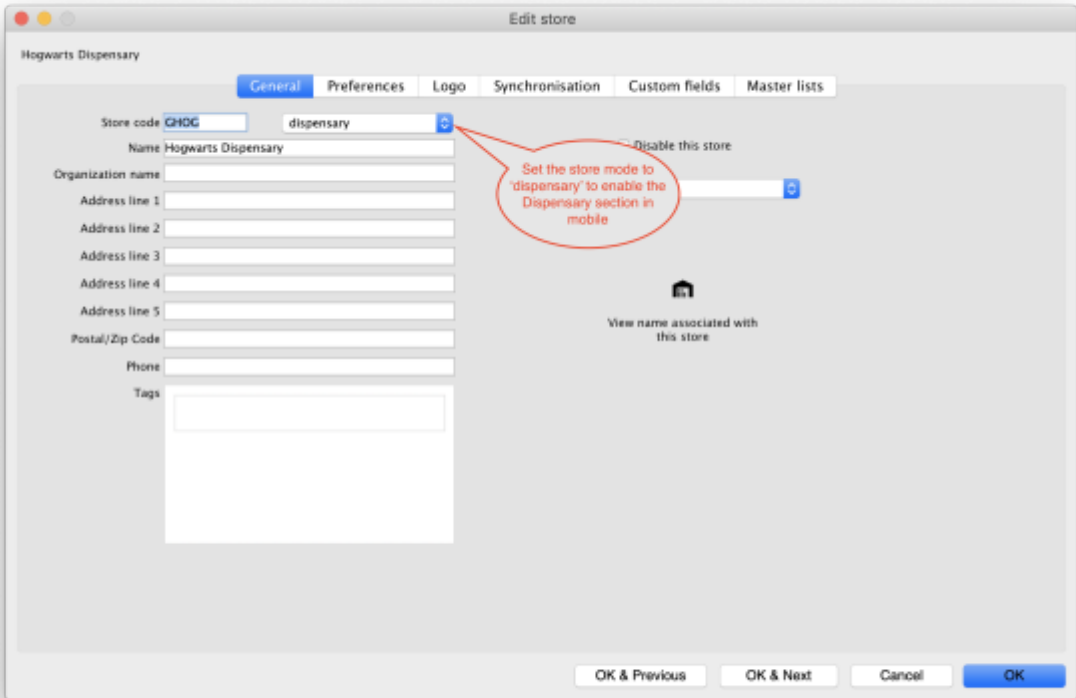 Edit store
Hogwarts Dispensary
General Preferences Logo Synchronisation Custom fields Master lists
Store code GHOG dispensary
Name Hogwarts Dispensary
Disable this store
Organization name
Set the store mode to
'dispensary' to enable the
Dispensary section in
mobile
Address line 1
Address line 2
Address line 3
Address line 4
Address line 5
View name associated with
this store
Postal/Zip Code
Phone
Tags
OK & Previous OK & Next Cancel OK